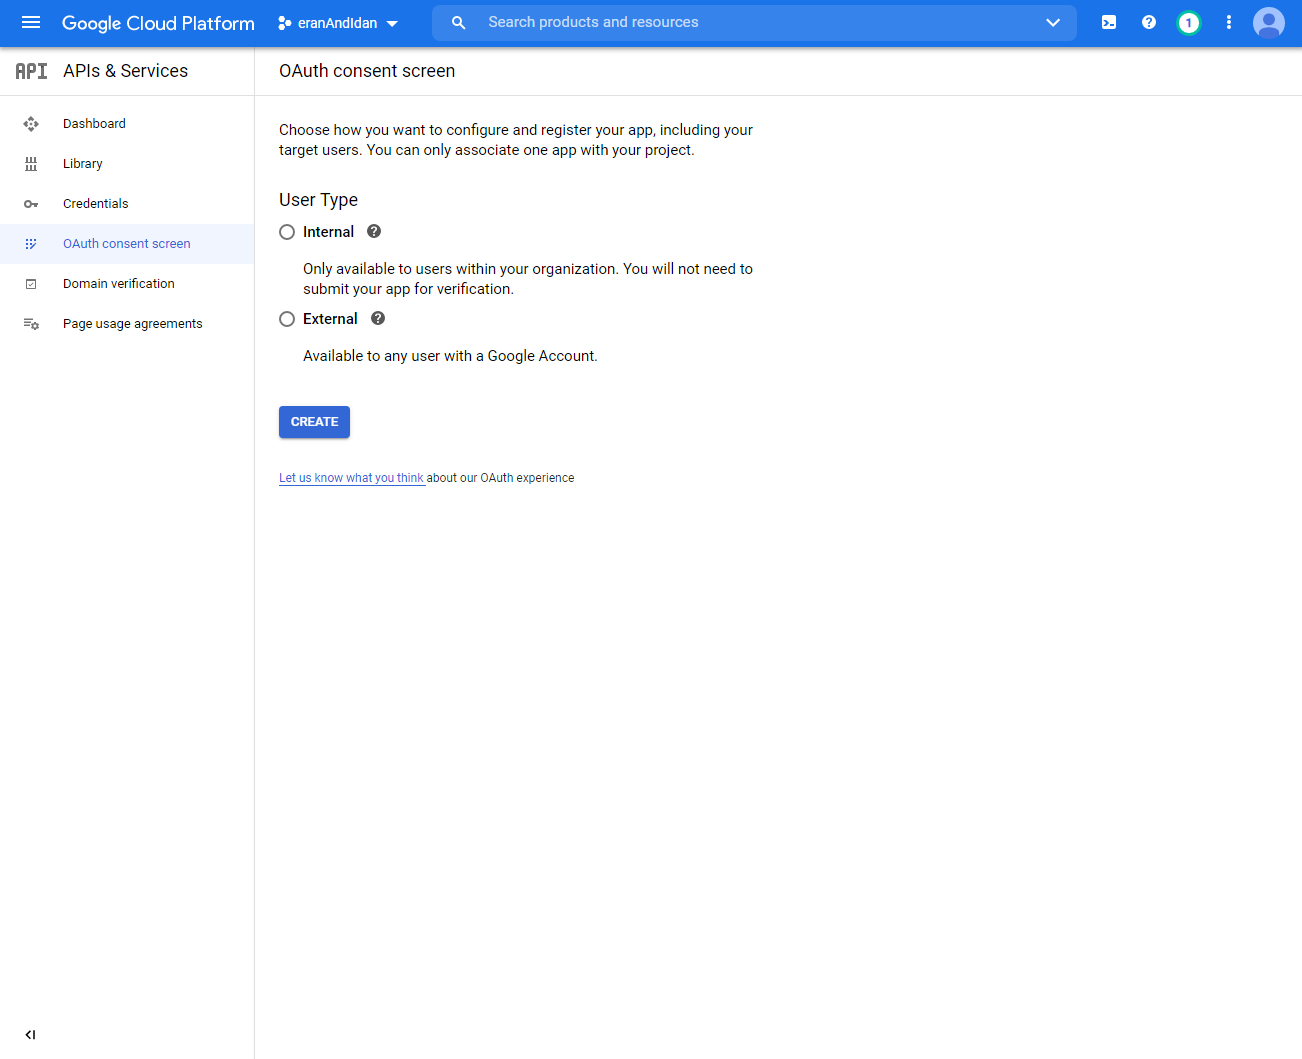 Google Cloud Platform
eranAndIdan
Search products and resources
1
API
APIs & Services
OAuth consent screen
Dashboard
Library
Credentials
OAuth consent screen
Domain verification
Page usage agreements
Choose how you want to configure and register your app, including your
target users. You can only associate one app with your project.
User Type
Internal
Only available to users within your organization. You will not need to
submit your app for verification.
External
Available to any user with a Google Account.
CREATE
Let us know what you think about our OAuth experience